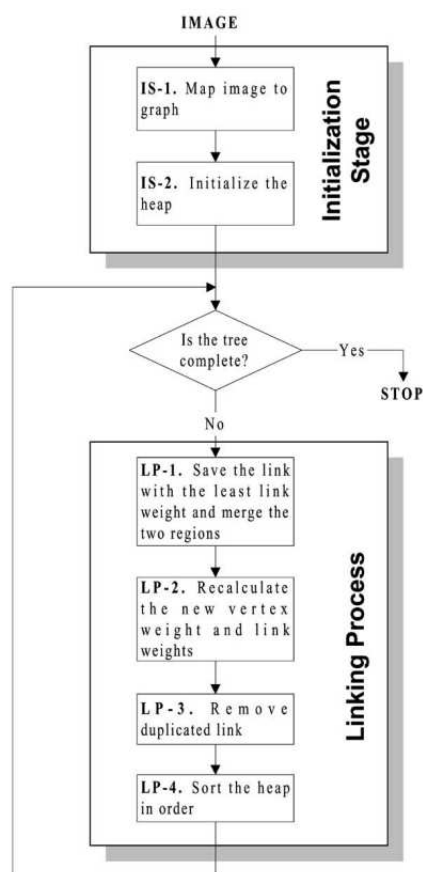 IMAGE
IS-1. Map image to
graph
IS-2. Initialize the
heap
Initialization
Stage
Is the tree
complete?
Yes
STOP
No
LP-1. Save the link
with the least link
weight and merge the
two regions
LP-2. Recalculate
the new vertex
weight and link
weights
LP-3. Remove
duplicated link
LP-4. Sort the heap
in order
Linking Process